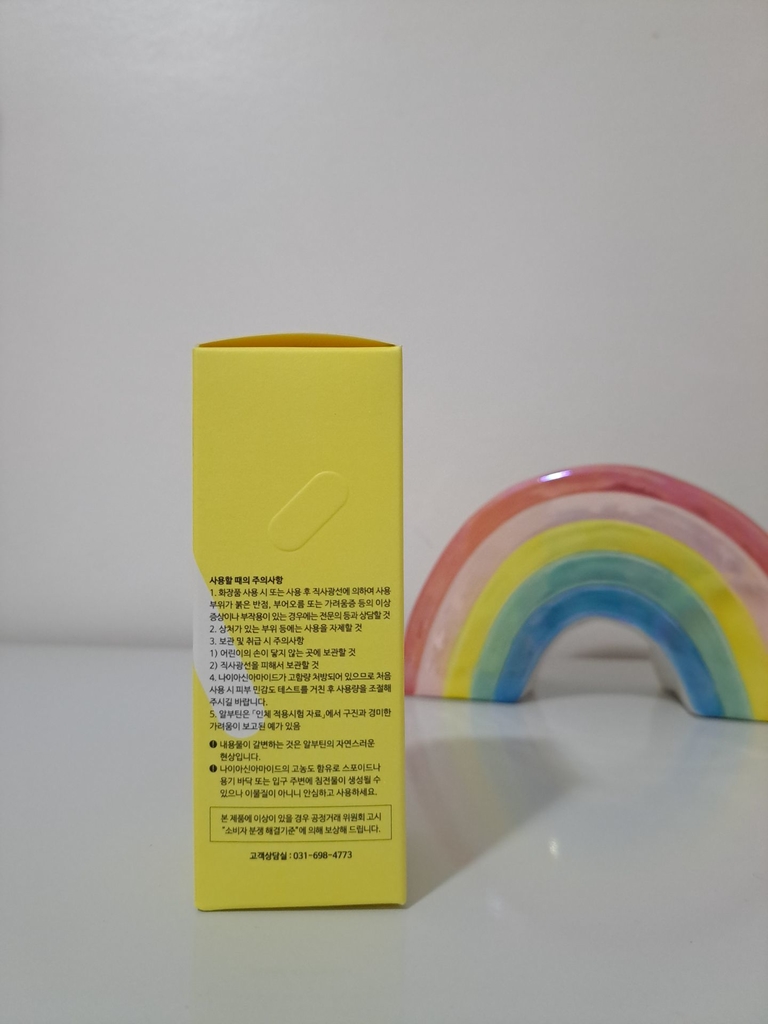 사용할 때의 주의사항
1. 화장품 사용 시 또는 사용 후 직사광선에 의하여 사용
부위가 붉은 반점, 부어오름 또는 가려움증 등의 이상
증상이나 부작용이 있는 경우에는 전문의 등과 상담할 것
2. 상처가 있는 부위 등에는 사용을 자제할 것
3. 보관 및 취급 시 주의사항
1) 어린이의 손이 닿지 않는 곳에 보관할 것
2) 직사광선을 피해서 보관할 것
4. 나이아신아마이드가 고함량 처방되어 있으므로 처음
사용 시 피부 민감도 테스트를 거친 후 사용량을 조절해
주시길 바랍니다.
5. 알부틴은 「인체 적용시험 자료」에서 구진과 경미한
가려움이 보고된 예가 있음
내용물이 갈변하는 것은 알부틴의 자연스러운
현상입니다.
나이아신아마이드의 고농도 함유로 스포이드나
용기 바닥 또는 입구 주변에 침전물이 생성될 수
있으나 이물질이 아니니 안심하고 사용하세요.
본 제품에 이상이 있을 경우 공정거래 위원회 고시
"소비자 분쟁 해결기준"에 의해 보상해 드립니다.
고객상담실 : 031-698-4773